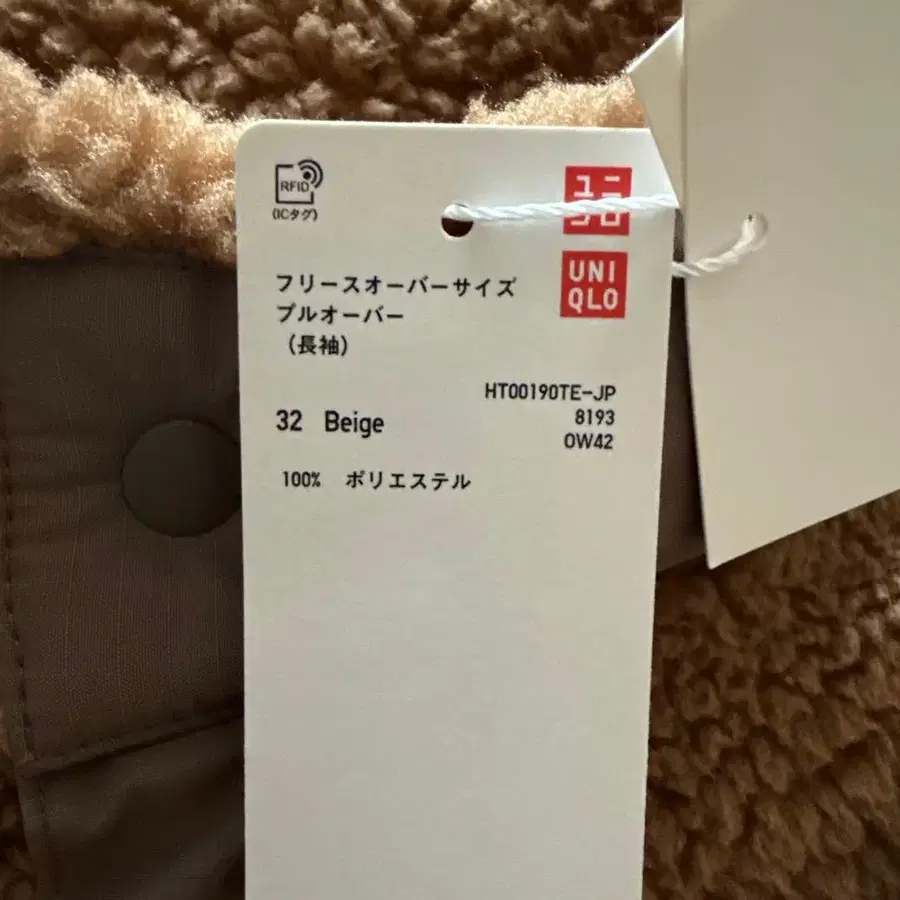 RFID
(ICタグ)
ユニ
クロ
UNI
QLO
フリースオーバーサイズ
プルオーバー
(長袖)
HT00190TE-JP
32 Beige
8193
OW42
100% ポリエステル